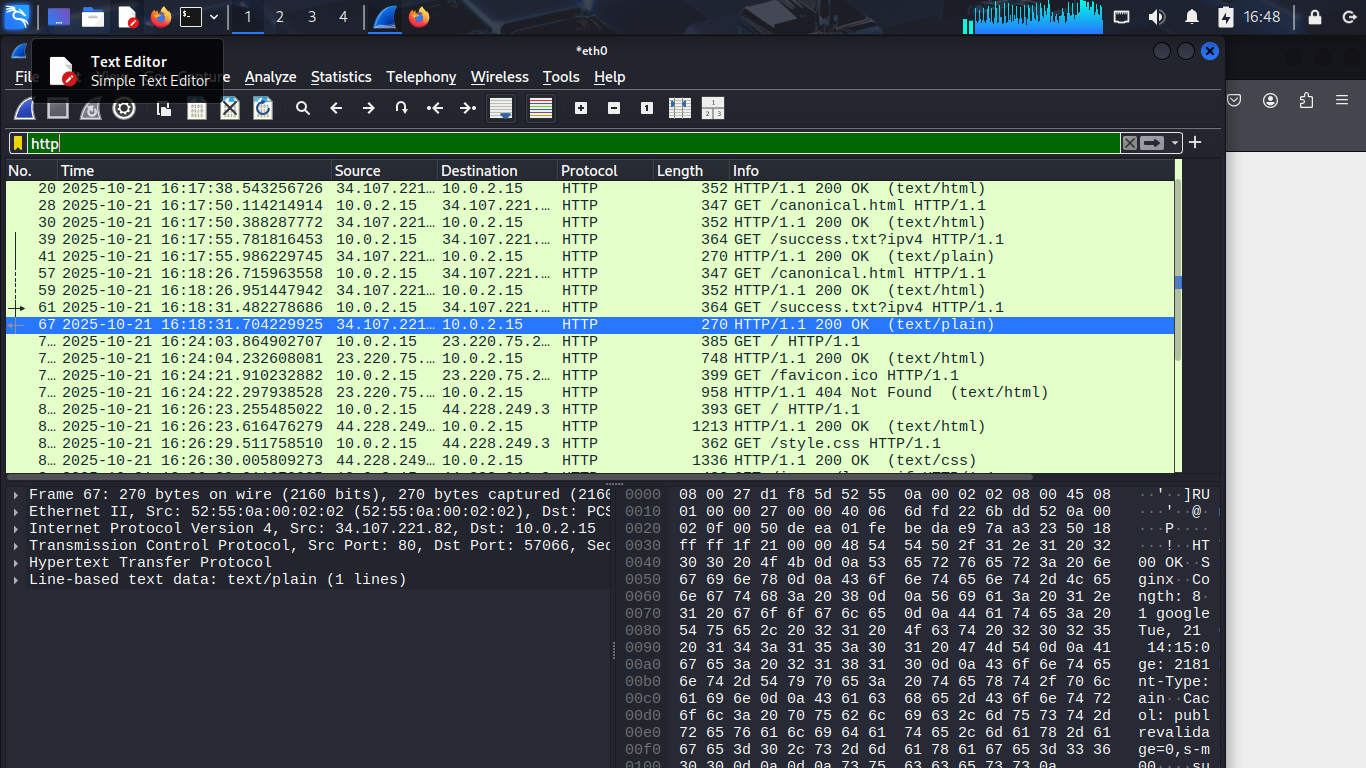 1 2 3 4 16:48
*eth0
Text Editor
Simple Text Editor
Analyze Statistics Telephony Wireless Tools Help
http
No. Time Source Destination Protocol Length Info
20 2025-10-21 16:17:38.543256726 34.107.221… 10.0.2.15 HTTP 352 HTTP/1.1 200 OK (text/html)
28 2025-10-21 16:17:50.114214914 10.0.2.15 34.107.221.… HTTP 347 GET /canonical.html HTTP/1.1
30 2025-10-21 16:17:50.388287772 34.107.221… 10.0.2.15 HTTP 352 HTTP/1.1 200 OK (text/html)
39 2025-10-21 16:17:55.781816453 10.0.2.15 34.107.221.… HTTP 364 GET /success.txt?ipv4 HTTP/1.1
41 2025-10-21 16:17:55.986229745 34.107.221… 10.0.2.15 HTTP 270 HTTP/1.1 200 OK (text/plain)
57 2025-10-21 16:18:26.715963558 10.0.2.15 34.107.221.… HTTP 347 GET /canonical.html HTTP/1.1
59 2025-10-21 16:18:26.951447942 34.107.221… 10.0.2.15 HTTP 352 HTTP/1.1 200 OK (text/html)
61 2025-10-21 16:18:31.482278686 10.0.2.15 34.107.221.… HTTP 364 GET /success.txt?ipv4 HTTP/1.1
67 2025-10-21 16:18:31.704229925 34.107.221… 10.0.2.15 HTTP 270 HTTP/1.1 200 OK (text/plain)
7… 2025-10-21 16:24:03.864902707 10.0.2.15 23.220.75.2… HTTP 385 GET / HTTP/1.1
7… 2025-10-21 16:24:04.232608081 23.220.75.… 10.0.2.15 HTTP 748 HTTP/1.1 200 OK (text/html)
7… 2025-10-21 16:24:21.910232882 10.0.2.15 23.220.75.2… HTTP 399 GET /favicon.ico HTTP/1.1
7… 2025-10-21 16:24:22.297938528 23.220.75.… 10.0.2.15 HTTP 958 HTTP/1.1 404 Not Found (text/html)
8… 2025-10-21 16:26:23.255485022 10.0.2.15 44.228.249.3 HTTP 393 GET / HTTP/1.1
8… 2025-10-21 16:26:23.616476279 44.228.249… 10.0.2.15 HTTP 1213 HTTP/1.1 200 OK (text/html)
8… 2025-10-21 16:26:29.511758510 10.0.2.15 44.228.249.3 HTTP 362 GET /style.css HTTP/1.1
8… 2025-10-21 16:26:30.005809273 44.228.249… 10.0.2.15 HTTP 1336 HTTP/1.1 200 OK (text/css)
Frame 67: 270 bytes on wire (2160 bits), 270 bytes captured (2160
Ethernet II, Src: 52:55:0a:00:02:02 (52:55:0a:00:02:02), Dst: PCS
Internet Protocol Version 4, Src: 34.107.221.82, Dst: 10.0.2.15
Transmission Control Protocol, Src Port: 80, Dst Port: 57066, Seq
Hypertext Transfer Protocol
Line-based text data: text/plain (1 lines)
0000 08 00 27 d1 f8 5d 52 55 0a 00 02 02 08 00 45 08 ··'··]RU
0010 01 00 00 27 00 00 40 06 6d fd 22 6b dd 52 0a 00 ···'··@·
0020 02 0f 00 50 de ea 01 fe be da e9 7a a3 23 50 18 ···P····
0030 ff ff 1f 21 00 00 48 54 54 50 2f 31 2e 31 20 32 ···!··HT
0040 30 30 20 4f 4b 0d 0a 53 65 72 76 65 72 3a 20 6e 00 OK··S
0050 67 69 6e 78 0d 0a 43 6f 6e 74 65 6e 74 2d 4c 65 ginx··Co
0060 6e 67 74 68 3a 20 38 0d 0a 56 69 61 3a 20 31 2e ngth: 8·
0070 31 20 67 6f 6f 67 6c 65 0d 0a 44 61 74 65 3a 20 1 google
0080 54 75 65 2c 20 32 31 20 4f 63 74 20 32 30 32 35 Tue, 21
0090 20 31 34 3a 31 35 3a 30 31 20 47 4d 54 0d 0a 41 14:15:0
00a0 67 65 3a 20 32 31 38 31 30 0d 0a 43 6f 6e 74 65 ge: 2181
00b0 6e 74 2d 54 79 70 65 3a 20 74 65 78 74 2f 70 6c nt-Type:
00c0 61 69 6e 0d 0a 43 61 63 68 65 2d 43 6f 6e 74 72 ain··Cac
00d0 6f 6c 3a 20 70 75 62 6c 69 63 2c 6d 75 73 74 2d ol: publ
00e0 72 65 76 61 6c 69 64 61 74 65 2c 6d 61 78 2d 61 revalida
00f0 67 65 3d 30 2c 73 2d 6d 61 78 61 67 65 3d 33 36 ge=0,s-m
0100 30 30 0d 0a 0d 0a 73 75 63 63 65 73 73 0a 00····su